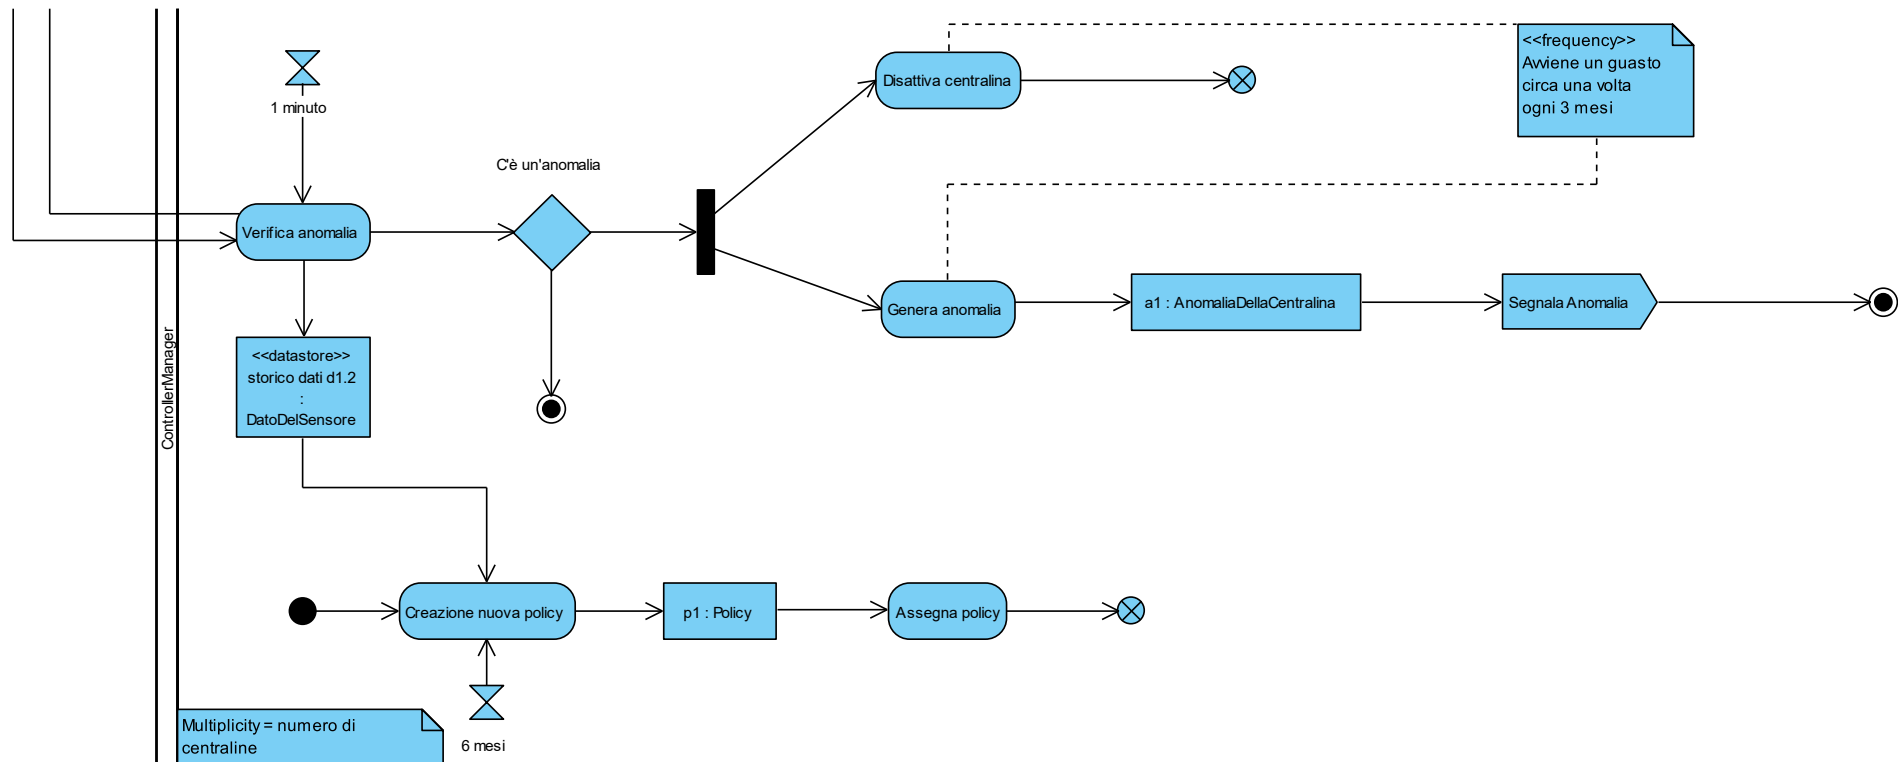 <<frequency>>
Avviene un guasto
circa una volta
ogni 3 mesi
Disattiva centralina
1 minuto
C'è un'anomalia
Verifica anomalia
Genera anomalia
a1 : AnomaliaDellaCentralina
Segnala Anomalia
ControllerManager
<<datastore>>
storico dati d1.2
:
DatoDelSensore
Creazione nuova policy
p1 : Policy
Assegna policy
Multiplicity = numero di
centraline
6 mesi